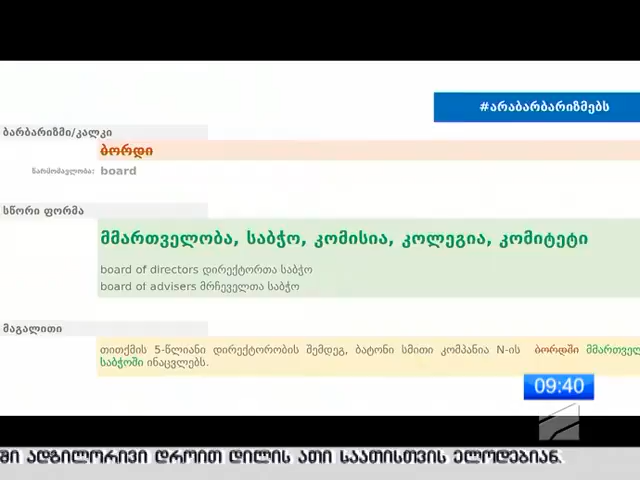 #არაბარბარიზმებს
ბარბარიზმი/კალკი
ბორდი
წარმომავლობა: board
სწორი ფორმა
მმართველობა, საბჭო, კომისია, კოლეგია, კომიტეტი
board of directors დირექტორთა საბჭო
board of advisers მრჩეველთა საბჭო
მაგალითი
თითქმის 5-წლიანი დირექტორობის შემდეგ, ბატონი სმითი კომპანია N-ის ბორდში მმართველ
საბჭოში ინაცვლებს.
09:40
ში ადგილობრივი დროით დილის ათი საათისთვის ელოდებიან.